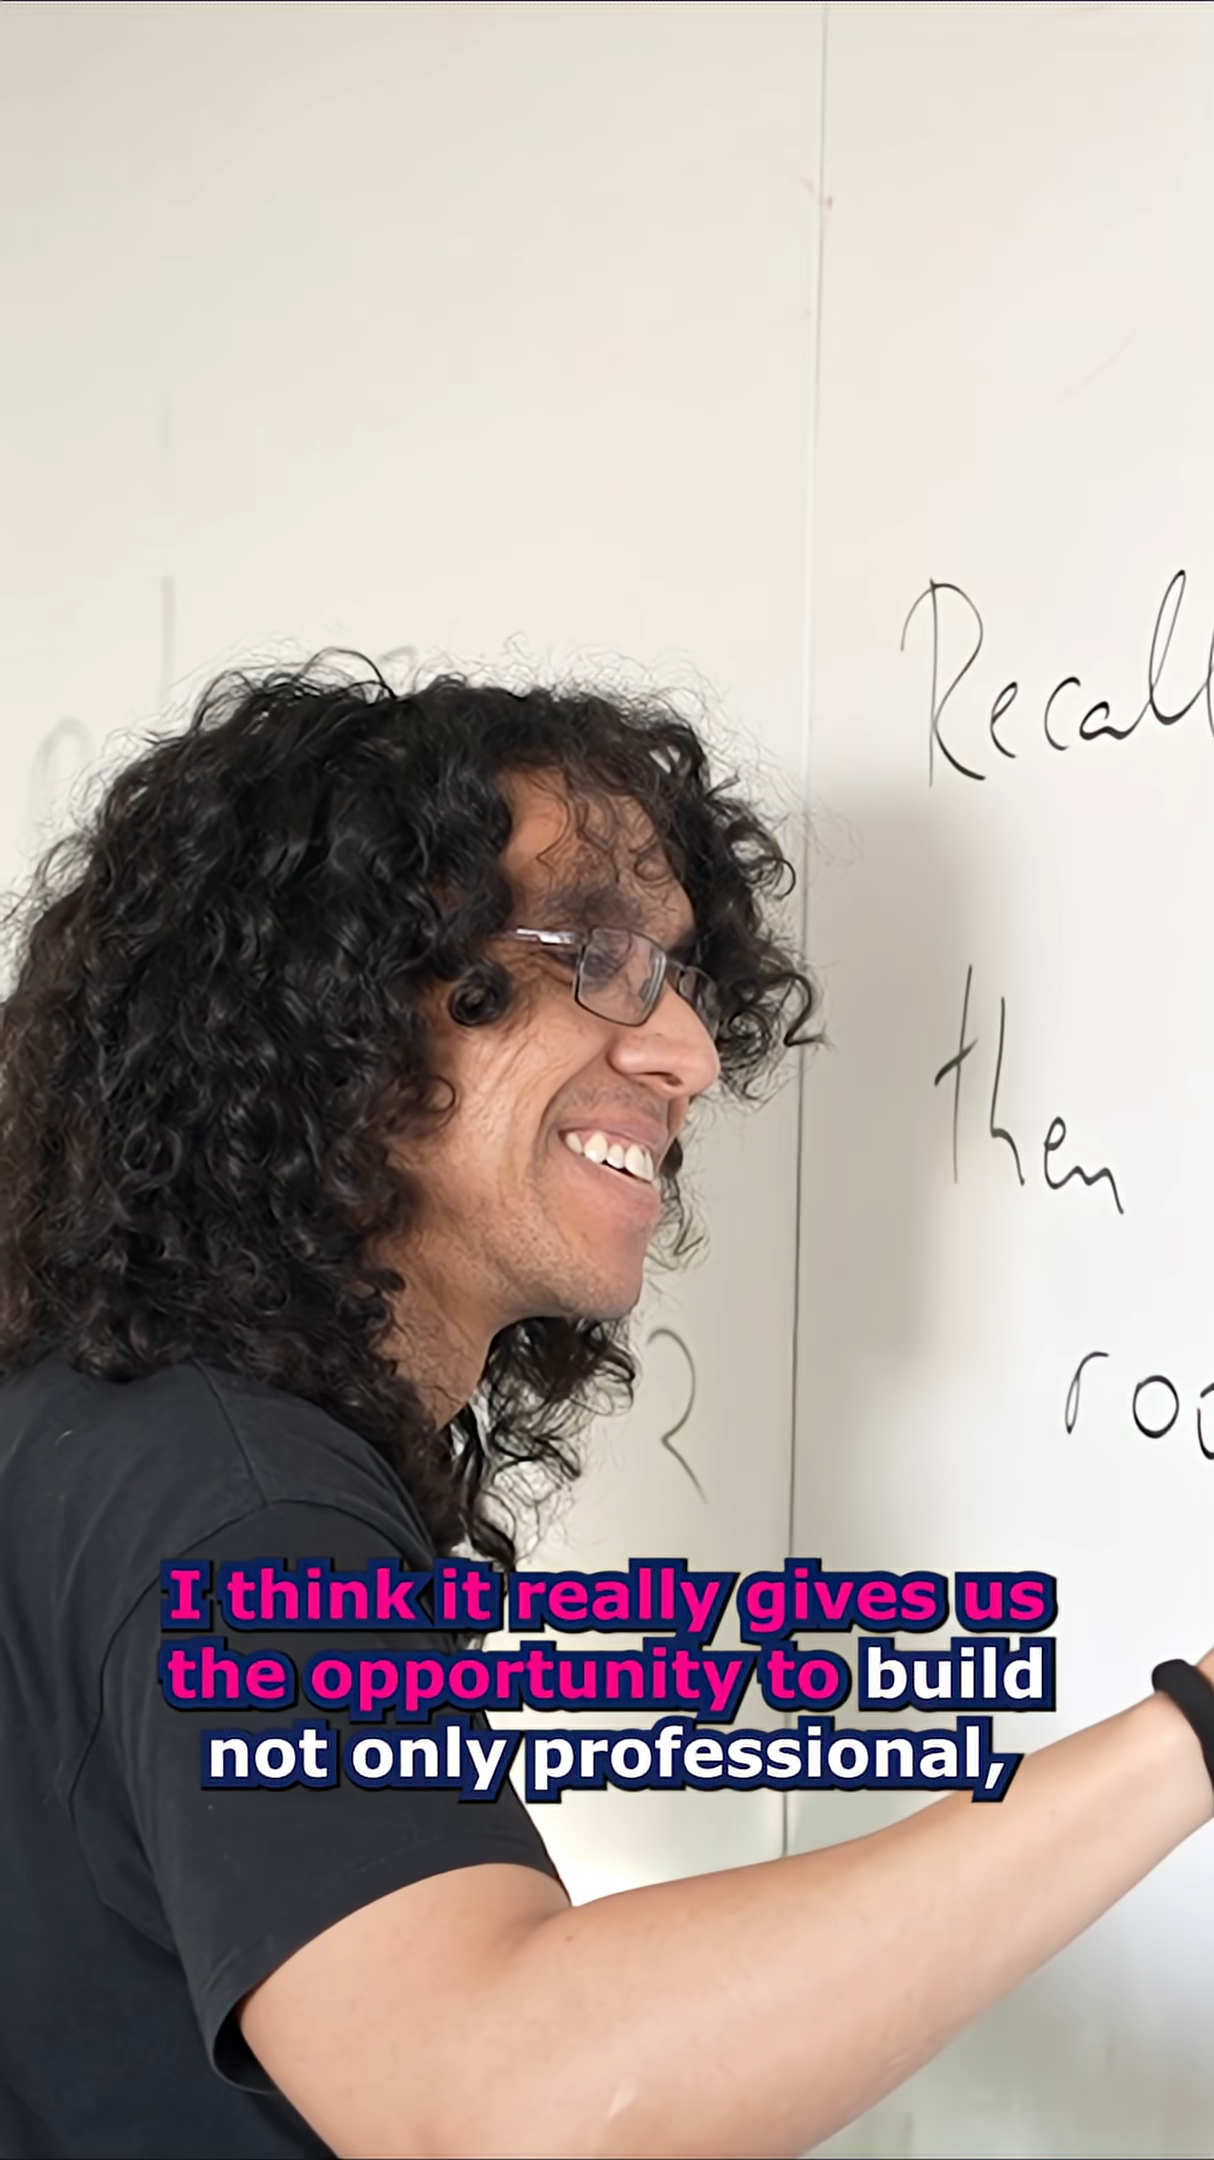 Recall
then
I think it really gives us
the opportunity to build
not only professional,